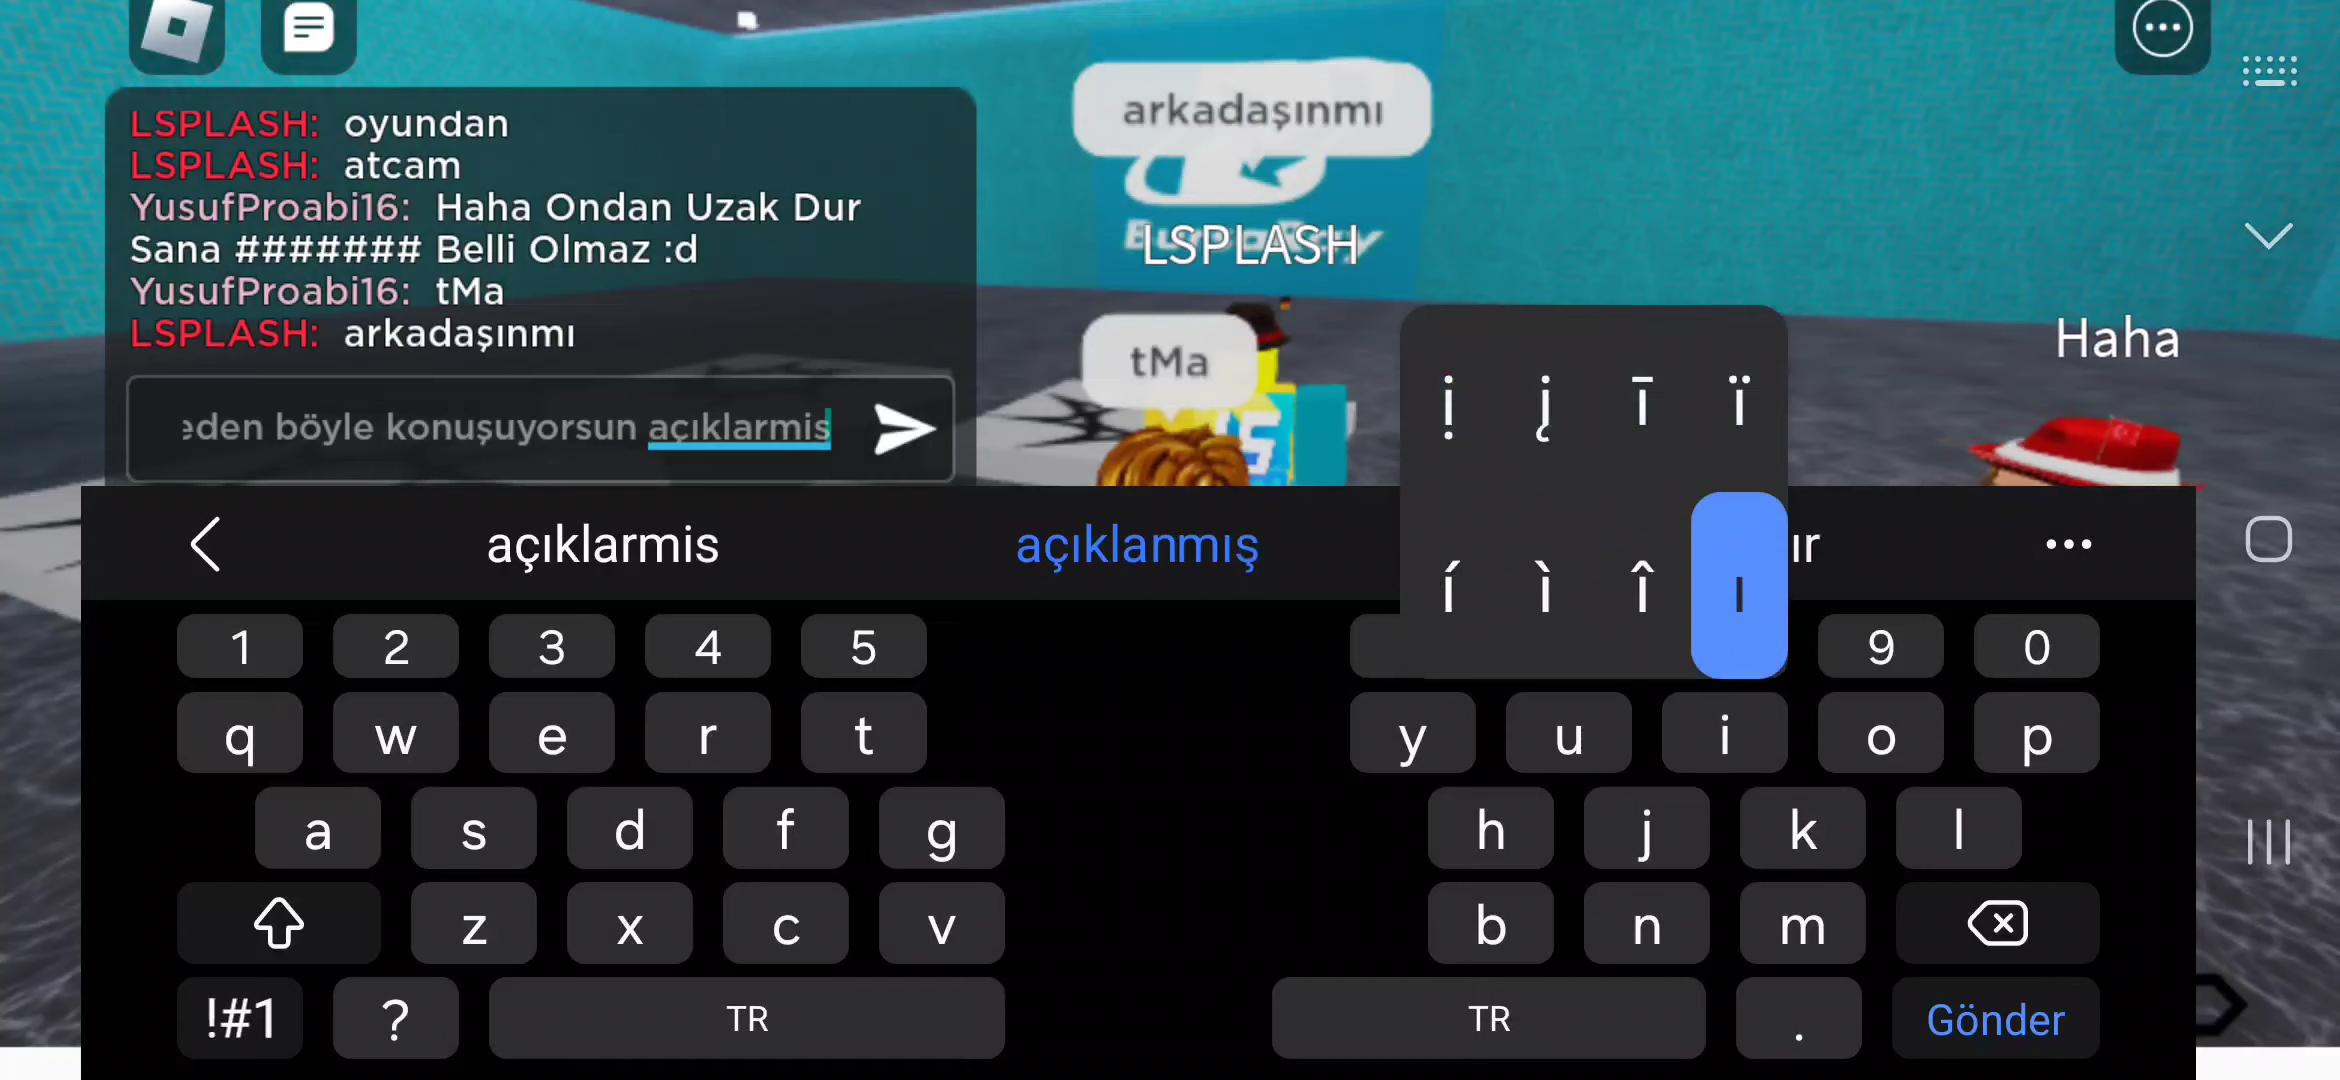 LSPLASH: oyundan
LSPLASH: atcam
YusufProabi16: Haha Ondan Uzak Dur
Sana ####### Belli Olmaz :d
YusufProabi16: tMa
LSPLASH: arkadaşınmı
eden böyle konuşuyorsun açıklarmis
arkadaşınmı
LSPLASH
tMa
Haha
açıklarmis açıklanmış ır
ị į ī ï
í ì î ı
1 2 3 4 5 9 0
q w e r t y u i o p
a s d f g h j k l
z x c v b n m
!#1 ? TR TR . Gönder